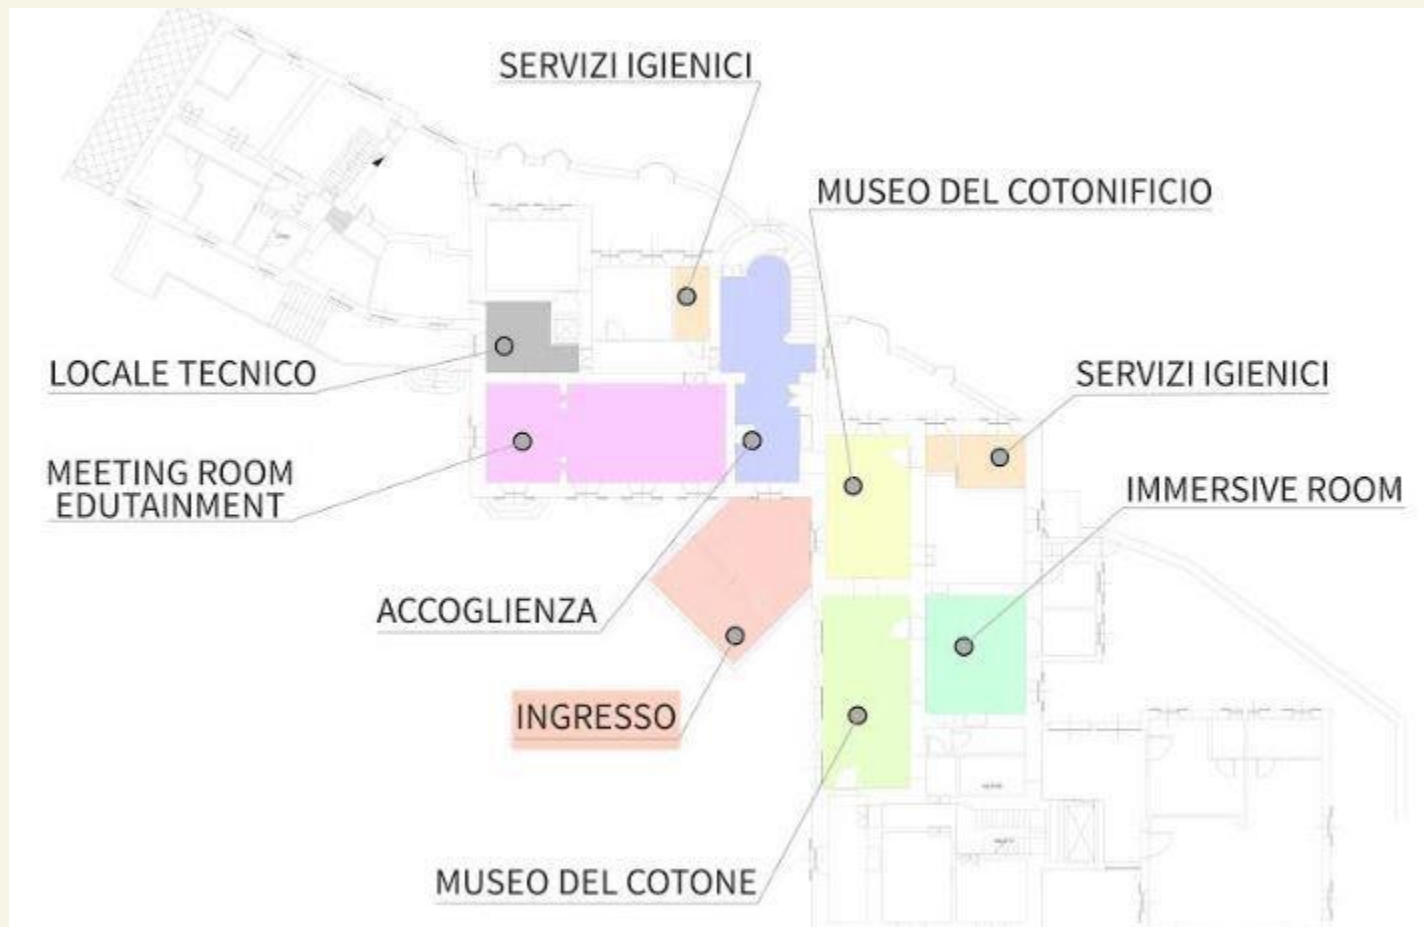 SERVIZI IGIENICI
MUSEO DEL COTONIFICIO
LOCALE TECNICO
SERVIZI IGIENICI
MEETING ROOM
EDUTAINMENT
IMMERSIVE ROOM
ACCOGLIENZA
INGRESSO
MUSEO DEL COTONE